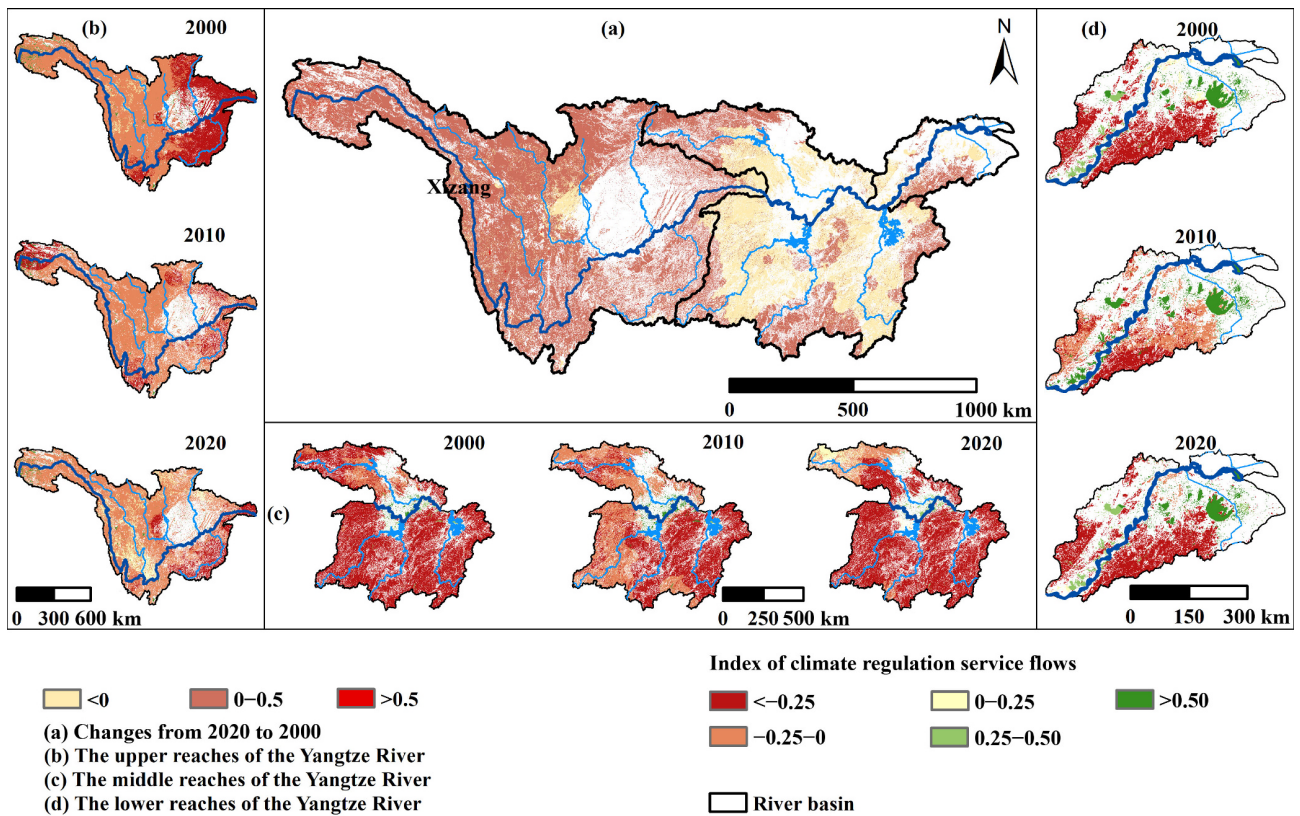 (b)
2000
2010
2020
0 300 600 km
(a)
N
Xizang
0 500 1000 km
(c)
2000
2010
2020
0 250 500 km
0 250 500 km
(d)
2000
2010
2020
0 150 300 km
<0
0−0.5
>0.5
(a) Changes from 2020 to 2000
(b) The upper reaches of the Yangtze River
(c) The middle reaches of the Yangtze River
(d) The lower reaches of the Yangtze River
Index of climate regulation service flows
<−0.25
0−0.25
>0.50
−0.25−0
0.25−0.50
River basin